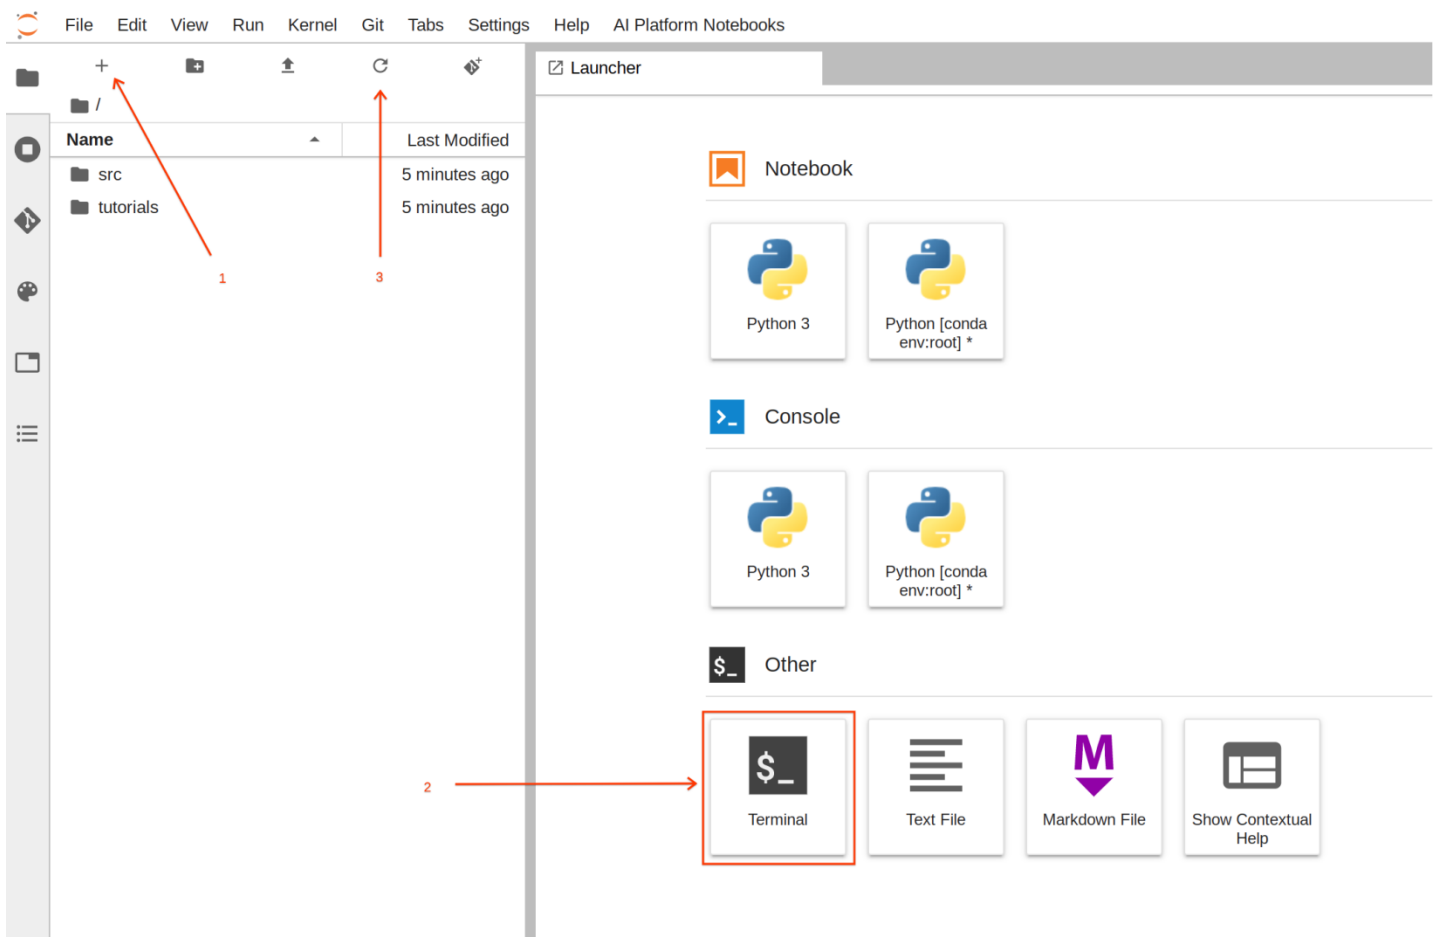 File Edit View Run Kernel Git Tabs Settings Help AI Platform Notebooks
Launcher
/
Name Last Modified
src 5 minutes ago
tutorials 5 minutes ago
1
3
2
Notebook
Python 3
Python [conda
env:root] *
Console
Python 3
Python [conda
env:root] *
$_ Other
$_
Terminal
Text File
M
Markdown File
Show Contextual
Help